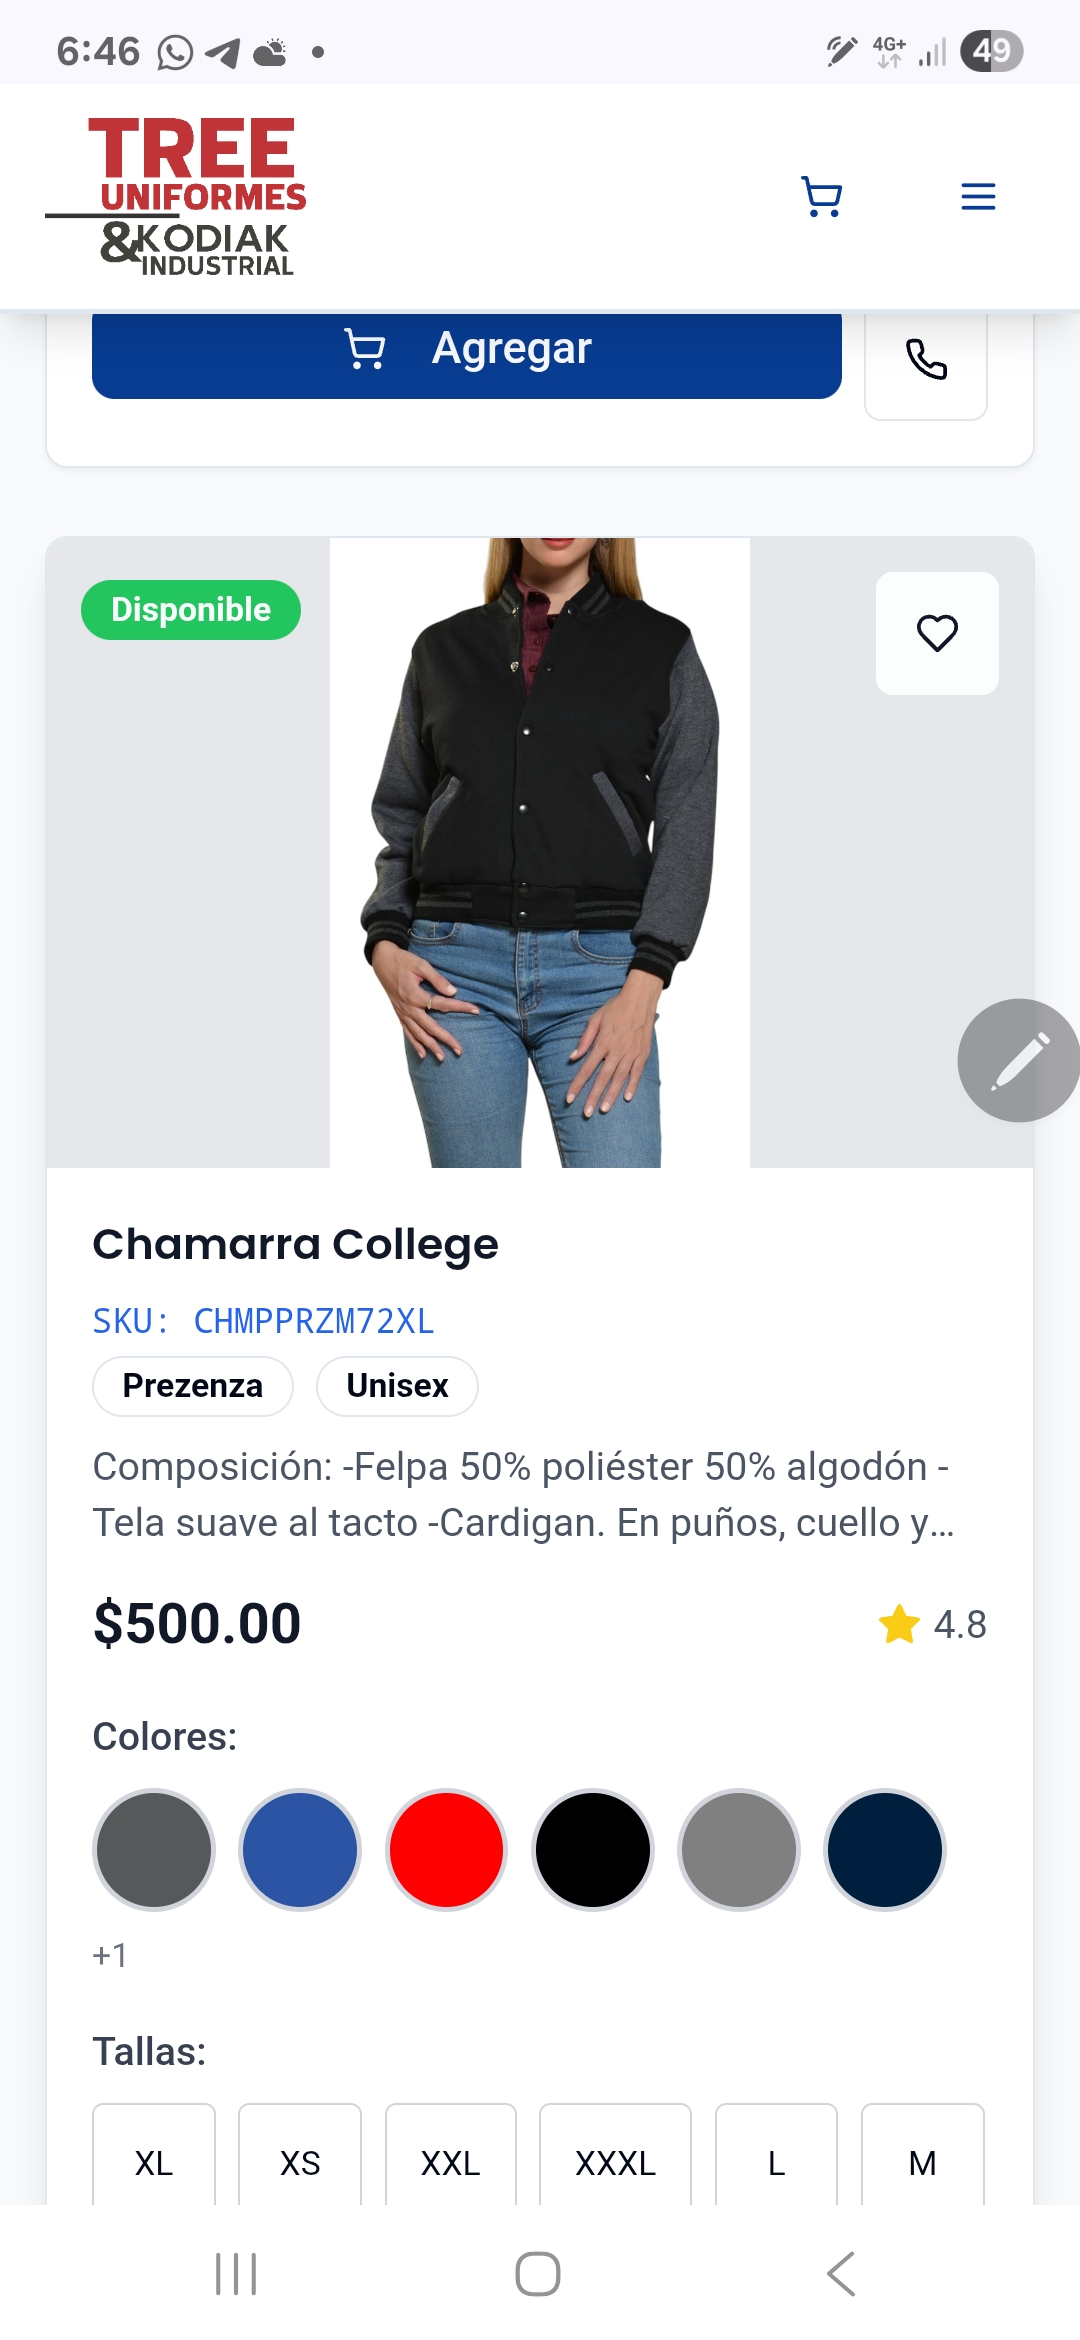 6:46
4G+
49
TREE
UNIFORMES
&KODIAK
INDUSTRIAL
Agregar
Disponible
Chamarra College
SKU: CHMPPRZM72XL
Prezenza Unisex
Composición: -Felpa 50% poliéster 50% algodón -
Tela suave al tacto -Cardigan. En puños, cuello y...
$500.00
4.8
Colores:
+1
Tallas:
XL XS XXL XXXL L M